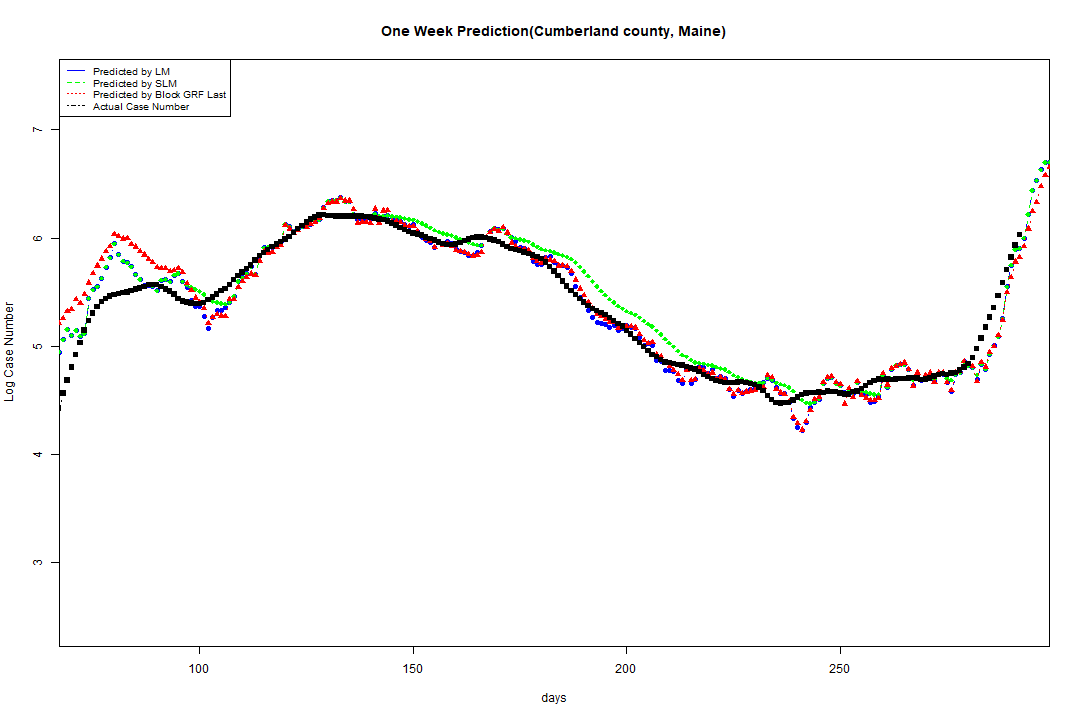 One Week Prediction(Cumberland county, Maine)
Predicted by LM
Predicted by SLM
Predicted by Block GRF Last
Actual Case Number
7
6
5
4
3
Log Case Number
100 150 200 250
days